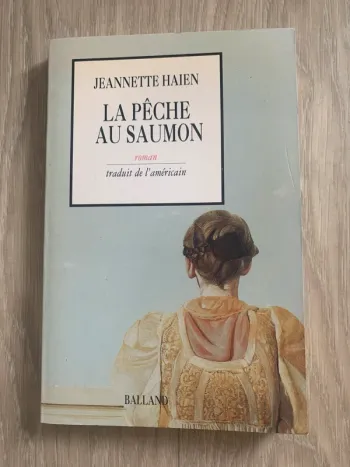 JEANNETTE HAIEN
LA PÊCHE
AU SAUMON
roman
traduit de l'américain
BALLAND